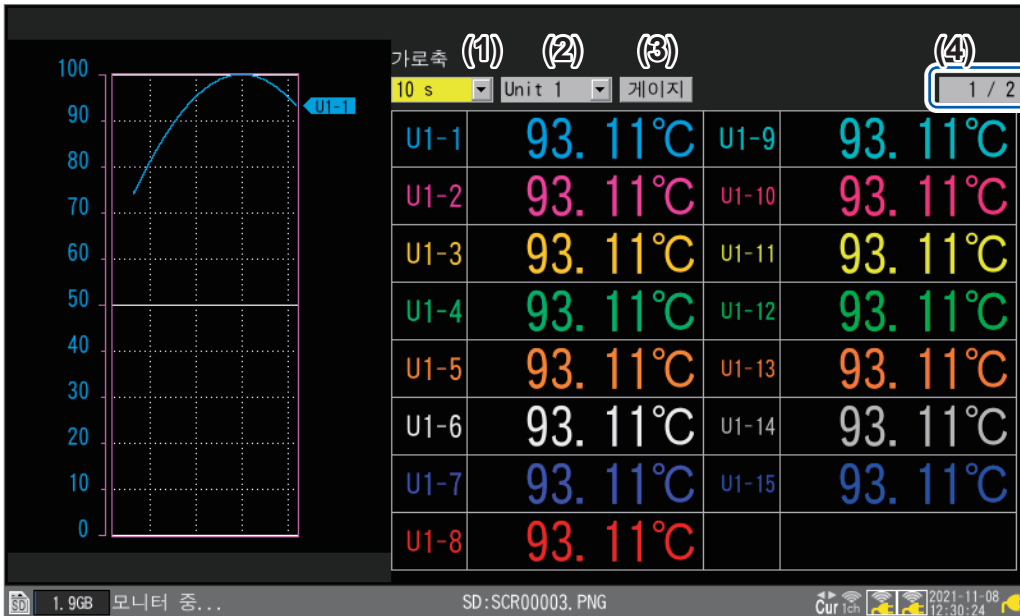 가로축 (1) (2) (3) (4)
10 s Unit 1 게이지 1 / 2
100
90
80
70
60
50
40
30
20
10
0
U1-1
U1-1 93. 11℃ U1-9 93. 11℃
U1-2 93. 11℃ U1-10 93. 11℃
U1-3 93. 11℃ U1-11 93. 11℃
U1-4 93. 11℃ U1-12 93. 11℃
U1-5 93. 11℃ U1-13 93. 11℃
U1-6 93. 11℃ U1-14 93. 11℃
U1-7 93. 11℃ U1-15 93. 11℃
U1-8 93. 11℃
SD 1. 9GB 모니터 중... SD:SCR00003. PNG Cur 1ch 2021-11-08
12:30:24